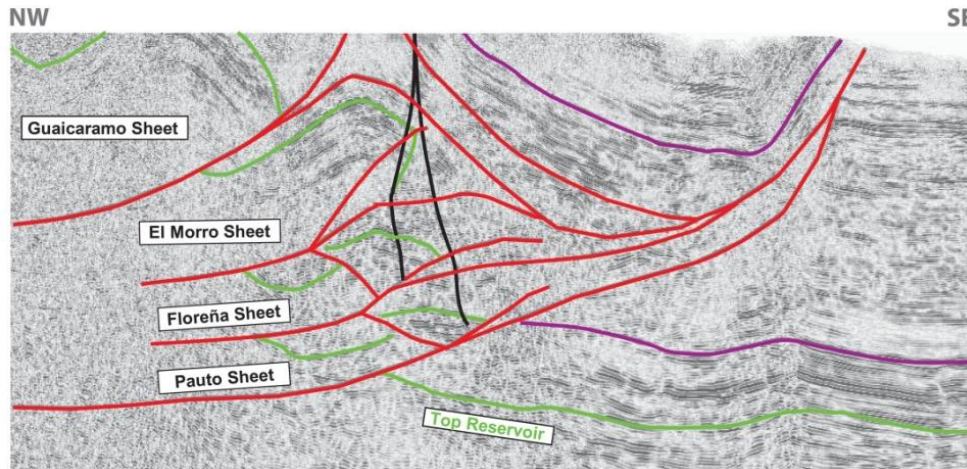 NW
SE
Guaicaramo Sheet
El Morro Sheet
Floreña Sheet
Pauto Sheet
Top Reservoir